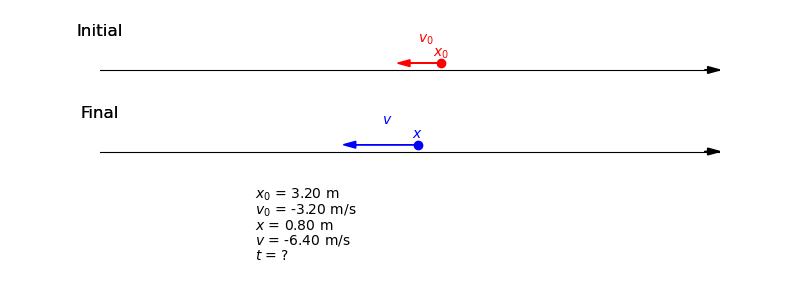 Initial
v₀
x₀
Final
v
x
x₀ = 3.20 m
v₀ = -3.20 m/s
x = 0.80 m
v = -6.40 m/s
t = ?